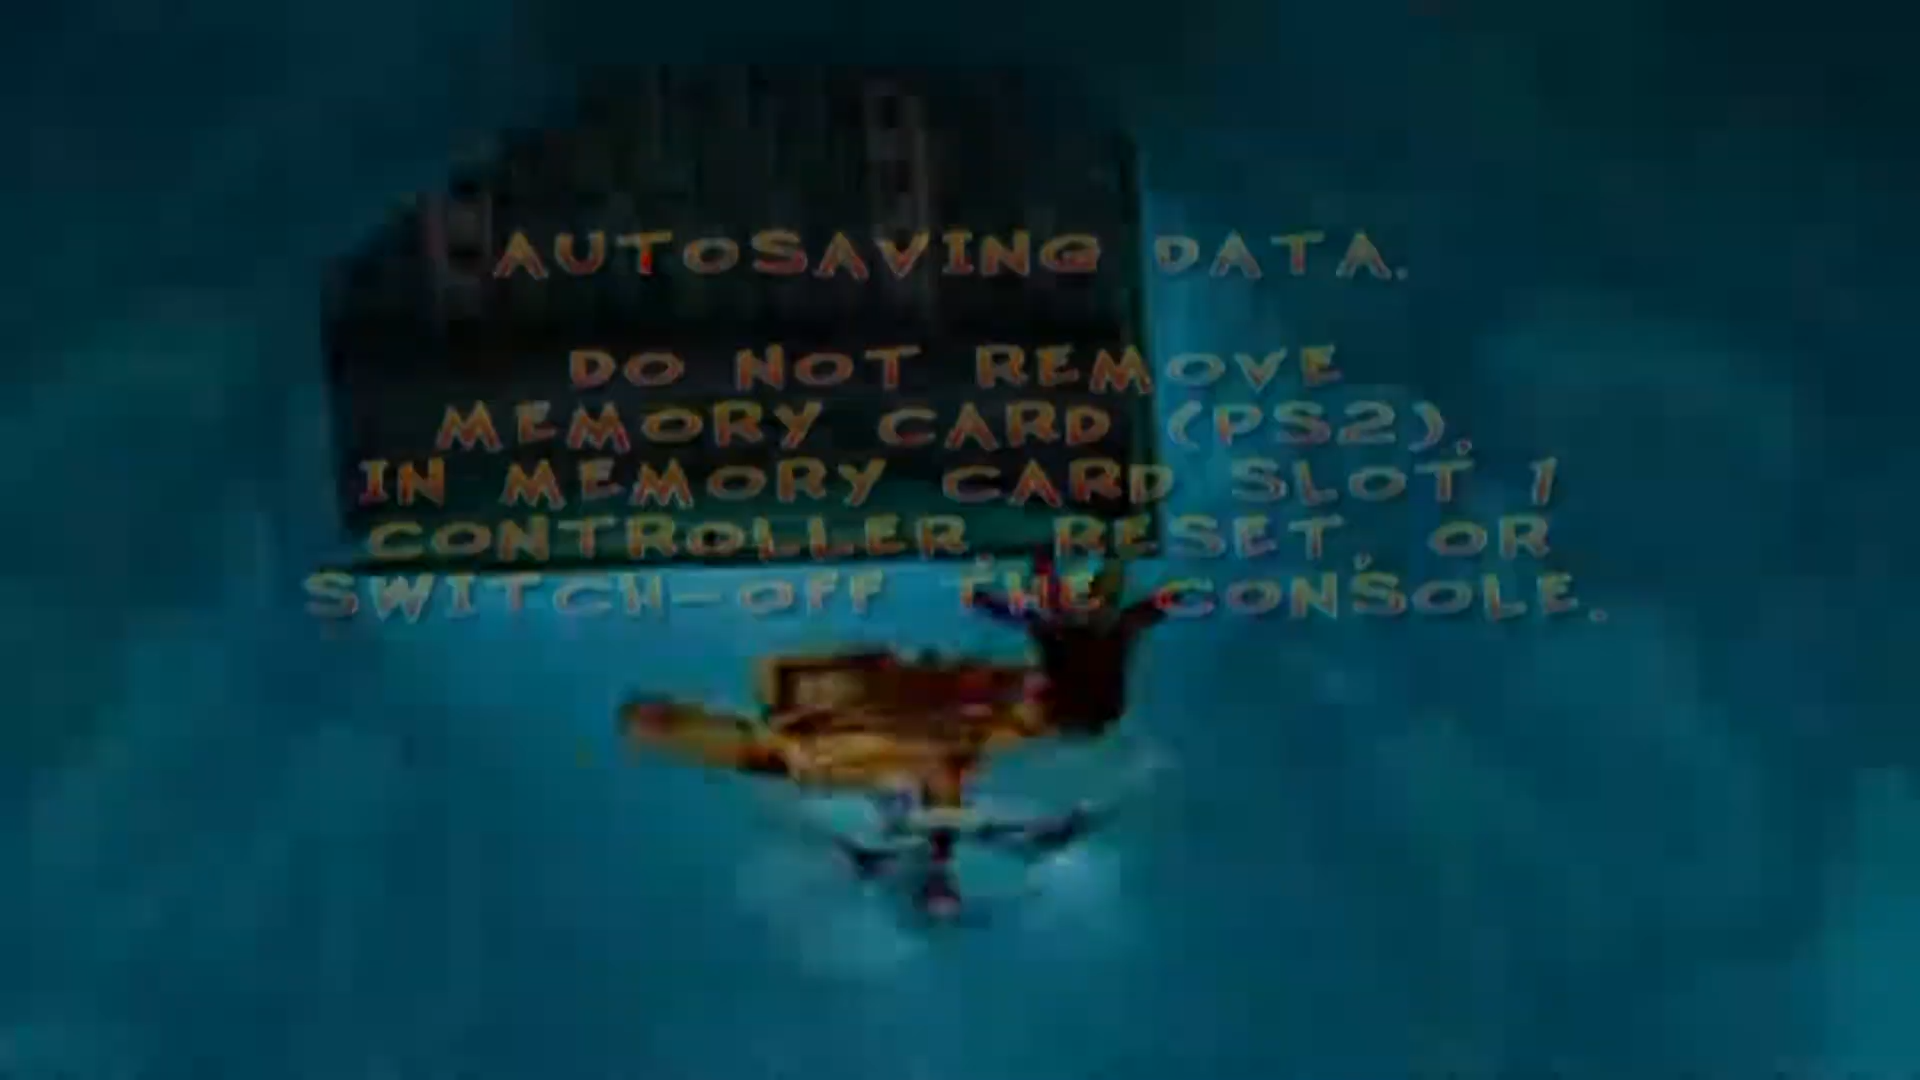 AUTOSAVING DATA.
DO NOT REMOVE
MEMORY CARD (PS2),
IN MEMORY CARD SLOT 1
CONTROLLER, RESET, OR
SWITCH-OFF THE CONSOLE.